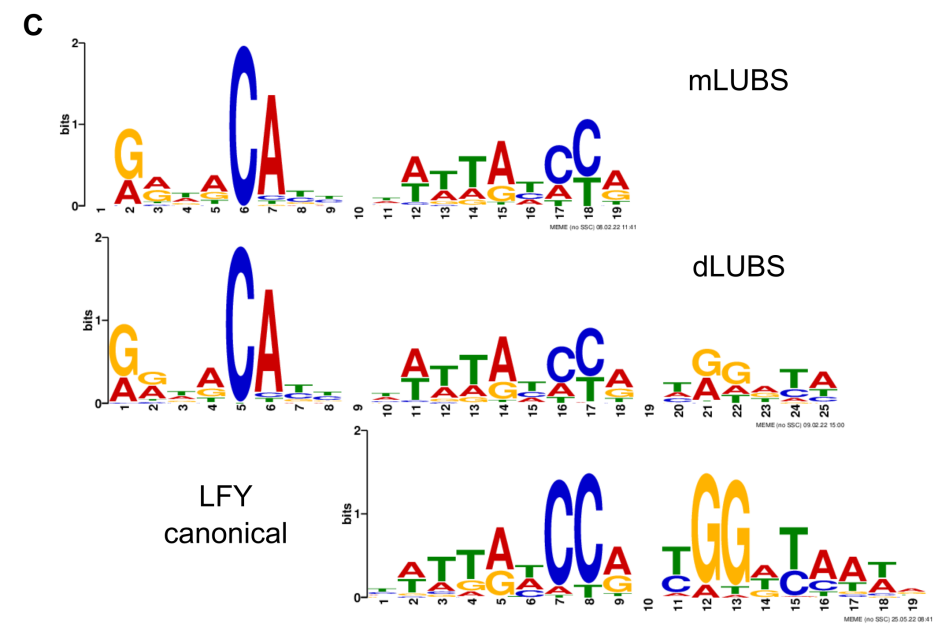 C
2
1
0
bits
mLUBS
G A A G T A A G T C A C T T C T C T C
1 2 3 4 5 6 7 8 9 10 11 12 13 14 15 16 17 18 19
A T T A T A T A C T A G C A C T A G
MEME (no SSC) 08.02.22 11:41
2
1
0
bits
dLUBS
G A G A T A A G C A C T T C T C
1 2 3 4 5 6 7 8 9 10 11 12 13 14 15 16 17 18 19 20 21 22 23 24 25
A T T A T A A G T C C A C T A G T C G A G A T A T C A T C
MEME (no SSC) 09.02.22 15:00
2
1
0
bits
LFY
canonical
A T T A T G A G T A C C C A G T C G A G A T T C A C A T T A
1 2 3 4 5 6 7 8 9 10 11 12 13 14 15 16 17 18 19
MEME (no SSC) 25.05.22 08:41